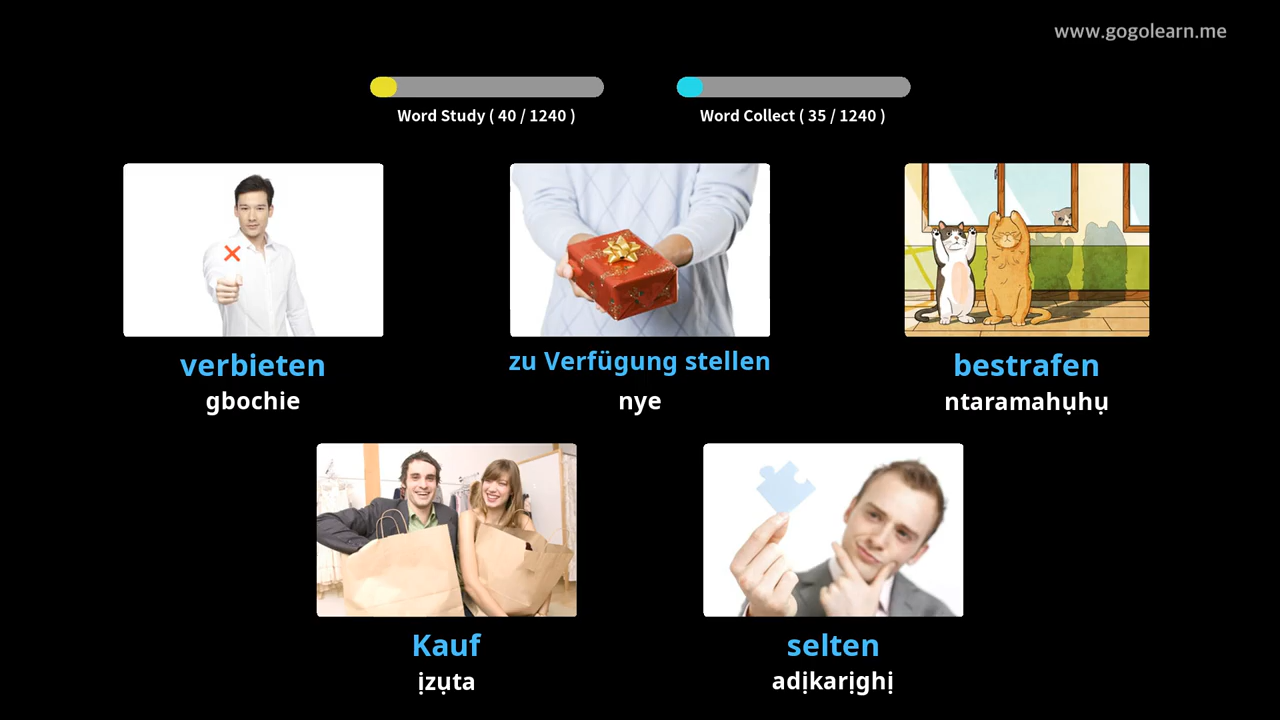 www.gogolearn.me
Word Study ( 40 / 1240 )
Word Collect ( 35 / 1240 )
verbieten
gbochie
zu Verfügung stellen
nye
bestrafen
ntaramahụhụ
Kauf
ịzụta
selten
adịkarịghị